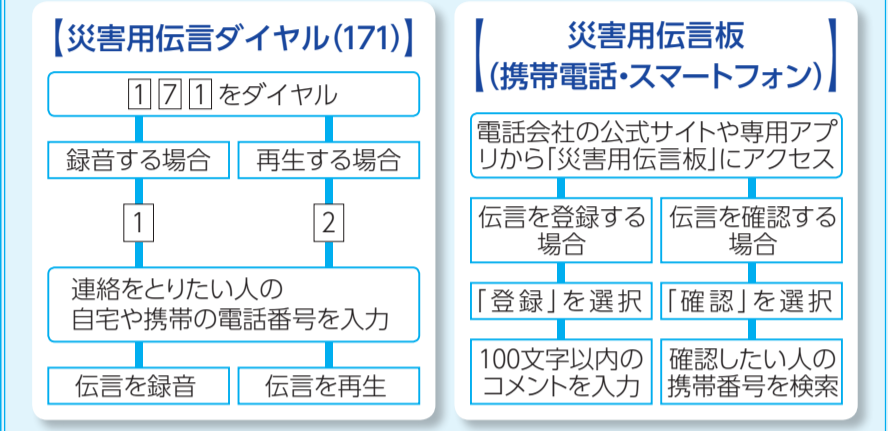 【災害用伝言ダイヤル(171)】
171をダイヤル
録音する場合
再生する場合
1
2
連絡をとりたい人の
自宅や携帯の電話番号を入力
伝言を録音
伝言を再生
【災害用伝言板
(携帯電話・スマートフォン)】
電話会社の公式サイトや専用アプ
リから「災害用伝言板」にアクセス
伝言を登録する
場合
伝言を確認する
場合
「登録」を選択
「確認」を選択
100文字以内の
コメントを入力
確認したい人の
携帯番号を検索